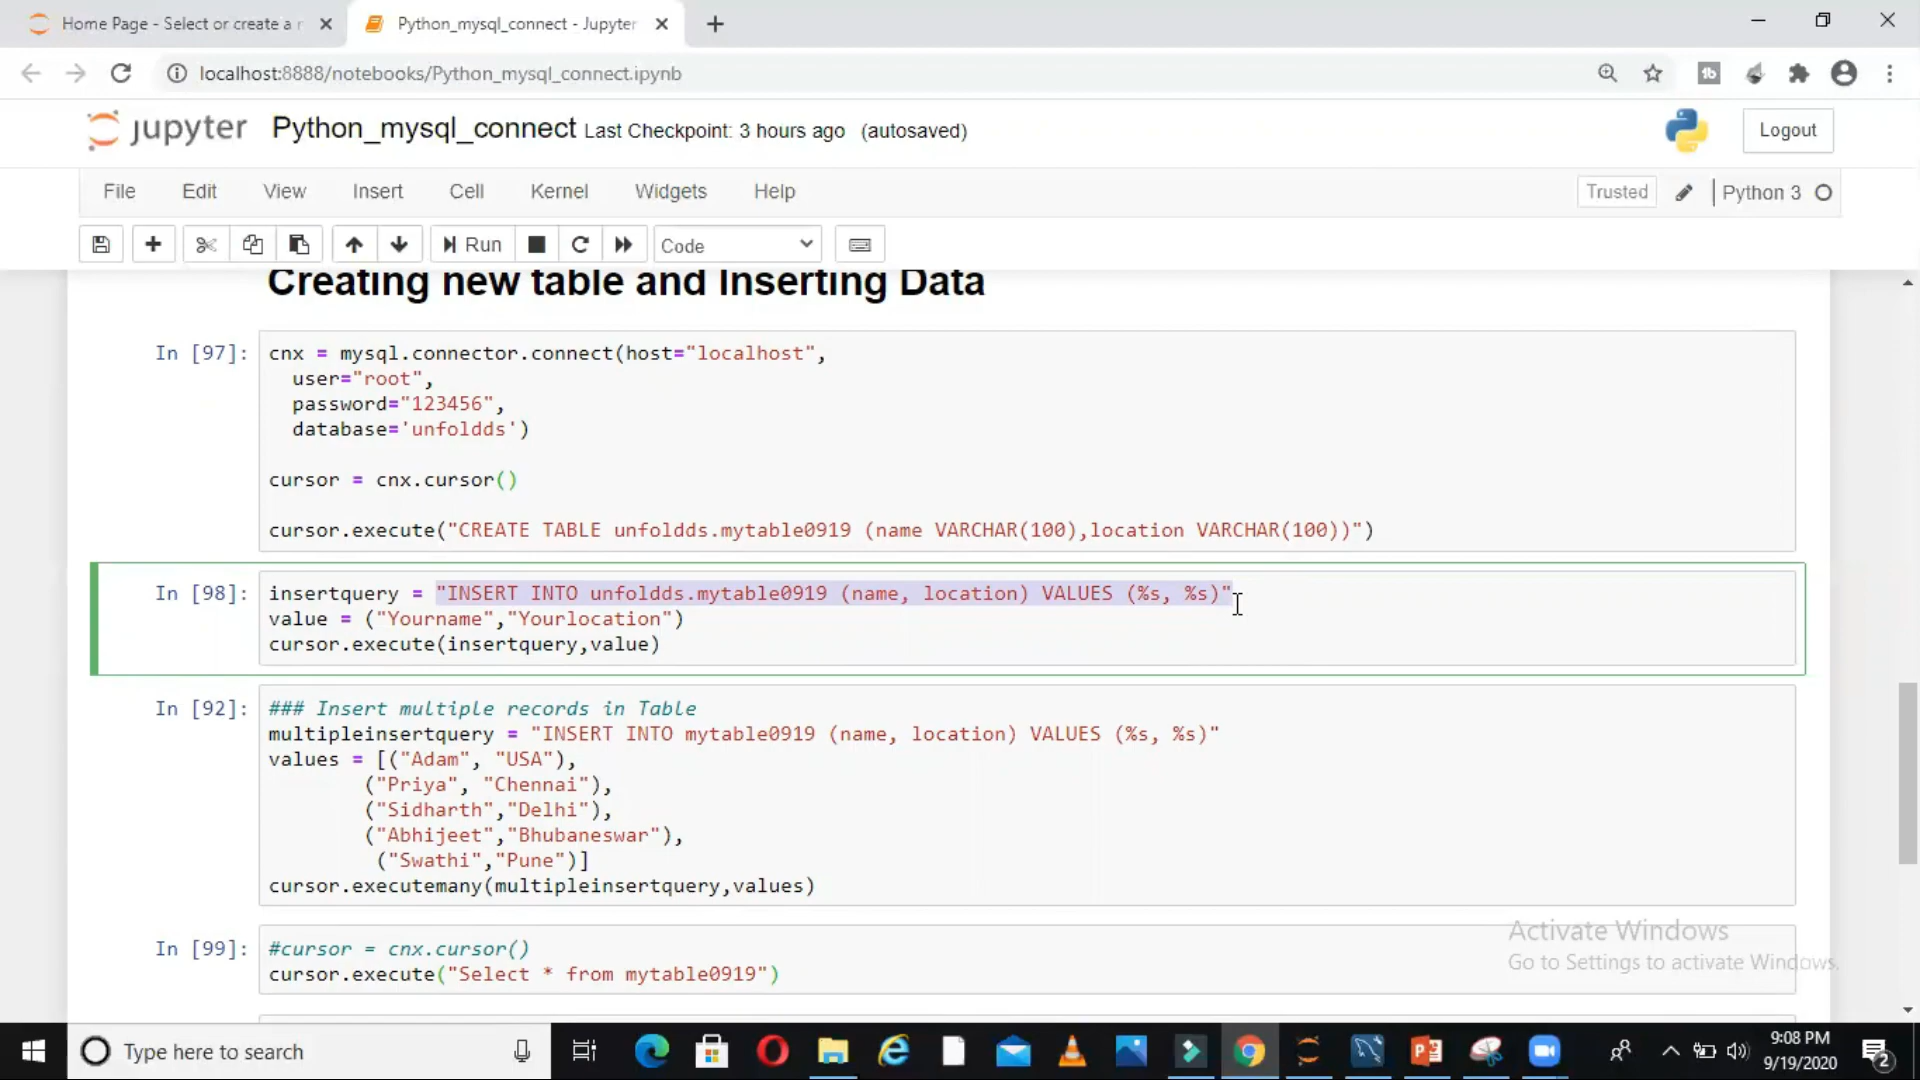 Home Page - Select or create a n
Python_mysql_connect - Jupyter
localhost:8888/notebooks/Python_mysql_connect.ipynb
jupyter Python_mysql_connect Last Checkpoint: 3 hours ago (autosaved)
Logout
File Edit View Insert Cell Kernel Widgets Help
Trusted
Python 3
Run
Code
Creating new table and Inserting Data
In [97]:
cnx = mysql.connector.connect(host="localhost",
user="root",
password="123456",
database='unfoldds')
cursor = cnx.cursor()
cursor.execute("CREATE TABLE unfoldds.mytable0919 (name VARCHAR(100),location VARCHAR(100))")
In [98]:
insertquery = "INSERT INTO unfoldds.mytable0919 (name, location) VALUES (%s, %s)"
value = ("Yourname","Yourlocation")
cursor.execute(insertquery,value)
In [92]:
### Insert multiple records in Table
multipleinsertquery = "INSERT INTO mytable0919 (name, location) VALUES (%s, %s)"
values = [("Adam", "USA"),
("Priya", "Chennai"),
("Sidharth","Delhi"),
("Abhijeet","Bhubaneswar"),
("Swathi","Pune")]
cursor.executemany(multipleinsertquery,values)
In [99]:
#cursor = cnx.cursor()
cursor.execute("Select * from mytable0919")
Activate Windows
Go to Settings to activate Windows.
Type here to search
9:08 PM
9/19/2020
2